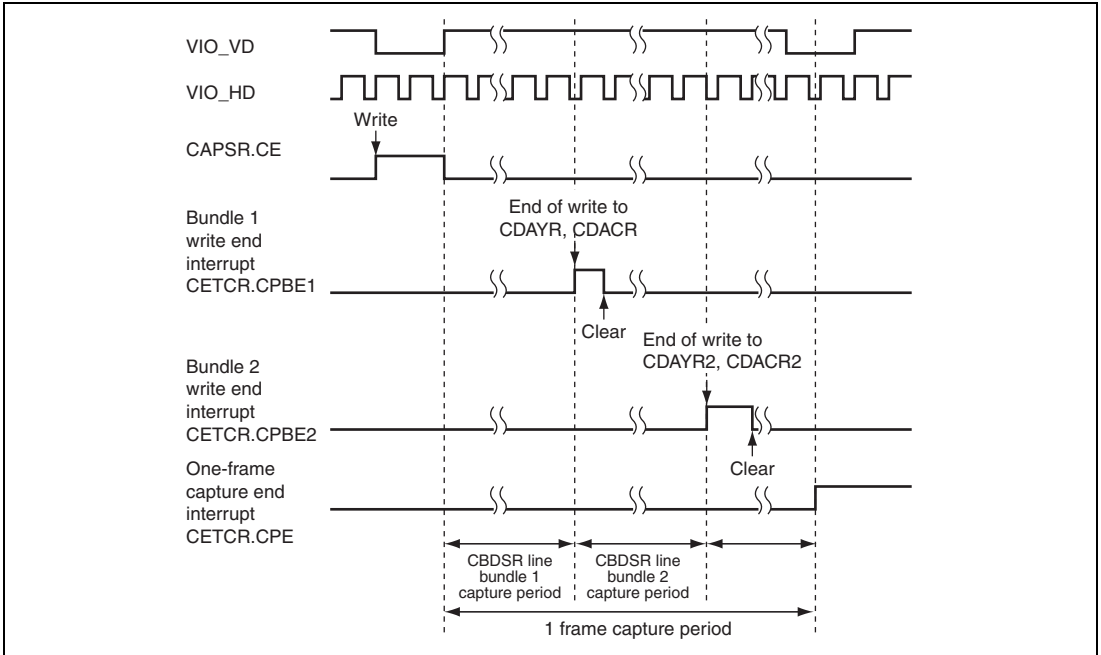 VIO_VD
VIO_HD
Write
CAPSR.CE
End of write to
CDAYR, CDACR
Bundle 1
write end
interrupt
CETCR.CPBE1
Clear
End of write to
CDAYR2, CDACR2
Bundle 2
write end
interrupt
CETCR.CPBE2
Clear
One-frame
capture end
interrupt
CETCR.CPE
CBDSR line
bundle 1
capture period
CBDSR line
bundle 2
capture period
1 frame capture period